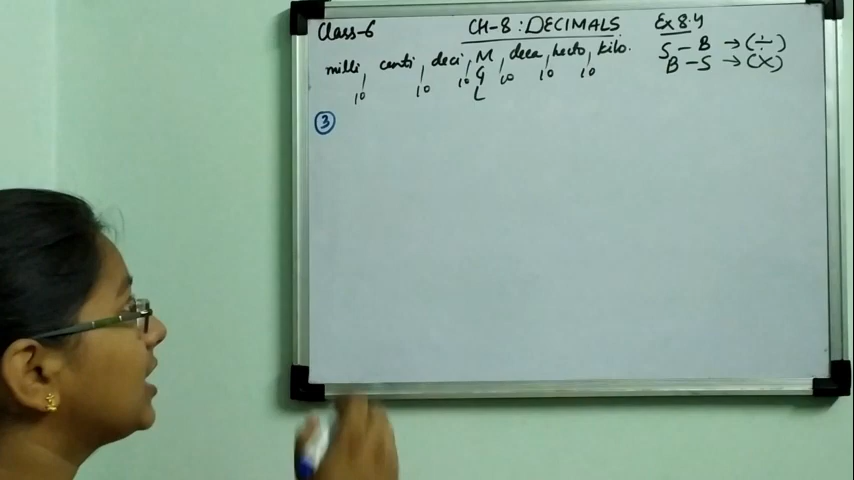 Class-6 CH-8: DECIMALS Ex 8.4
milli centi deci M deca hecto kilo. S - B → (÷)
10 10 10 G 10 10 10 B - S → (×)
L
3